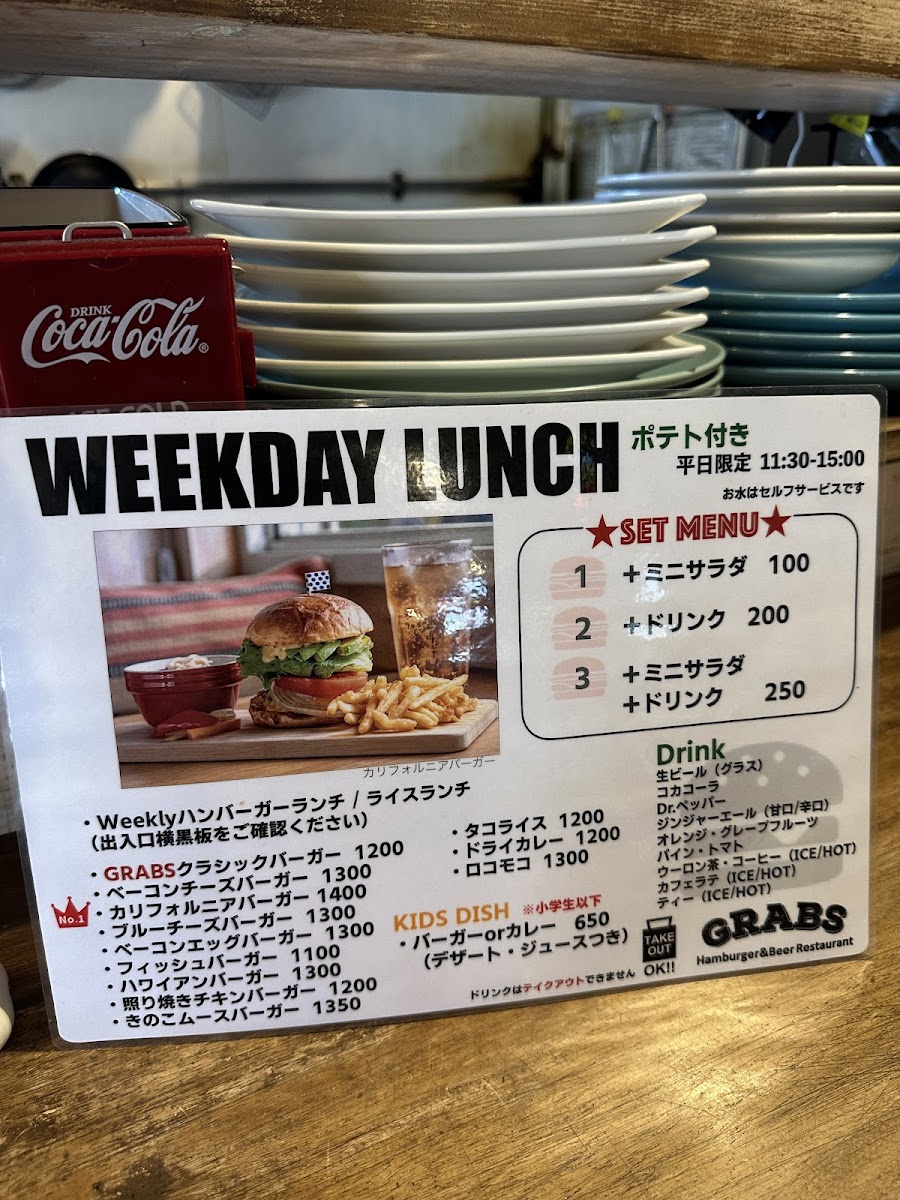 DRINK
Coca-Cola®
WEEKDAY LUNCH
ポテト付き
平日限定 11:30-15:00
お水はセルフサービスです
★SET MENU★
1 +ミニサラダ 100
2 +ドリンク 200
3 +ミニサラダ
+ドリンク 250
カリフォルニアバーガー
・Weeklyハンバーガーランチ / ライスランチ
（出入口横黒板をご確認ください）
・GRABSクラシックバーガー 1200
・ベーコンチーズバーガー 1300
No.1
・カリフォルニアバーガー 1400
・ブルーチーズバーガー 1300
・ベーコンエッグバーガー 1300
・フィッシュバーガー 1100
・ハワイアンバーガー 1300
・照り焼きチキンバーガー 1200
・きのこムースバーガー 1350
・タコライス 1200
・ドライカレー 1200
・ロコモコ 1300
KIDS DISH ※小学生以下
・バーガーorカレー 650
（デザート・ジュースつき）
Drink
生ビール（グラス）
コカコーラ
Dr.ペッパー
ジンジャーエール（甘口/辛口）
オレンジ・グレープフルーツ
パイン・トマト
ウーロン茶・コーヒー（ICE/HOT）
カフェラテ（ICE/HOT）
ティー（ICE/HOT）
TAKE
OUT
OK!!
ドリンクはテイクアウトできません
GRABS
Hamburger&Beer Restaurant